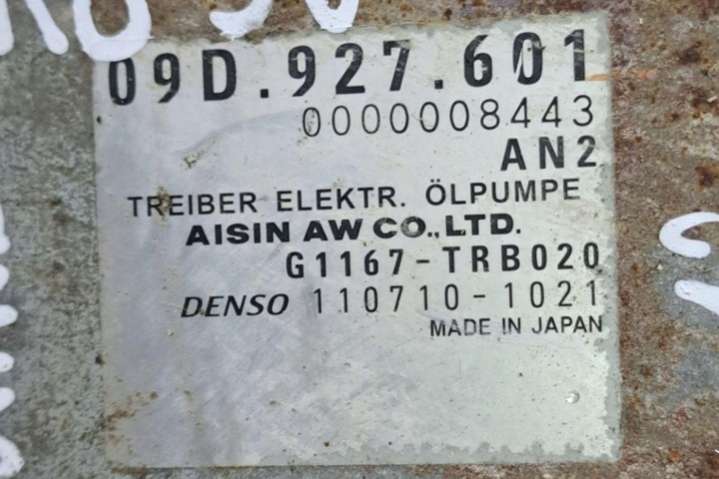 09D.927.601
0000008443
AN2
TREIBER ELEKTR. ÖLPUMPE
AISIN AW CO.,LTD.
G1167-TRB020
DENSO 110710-1021
MADE IN JAPAN